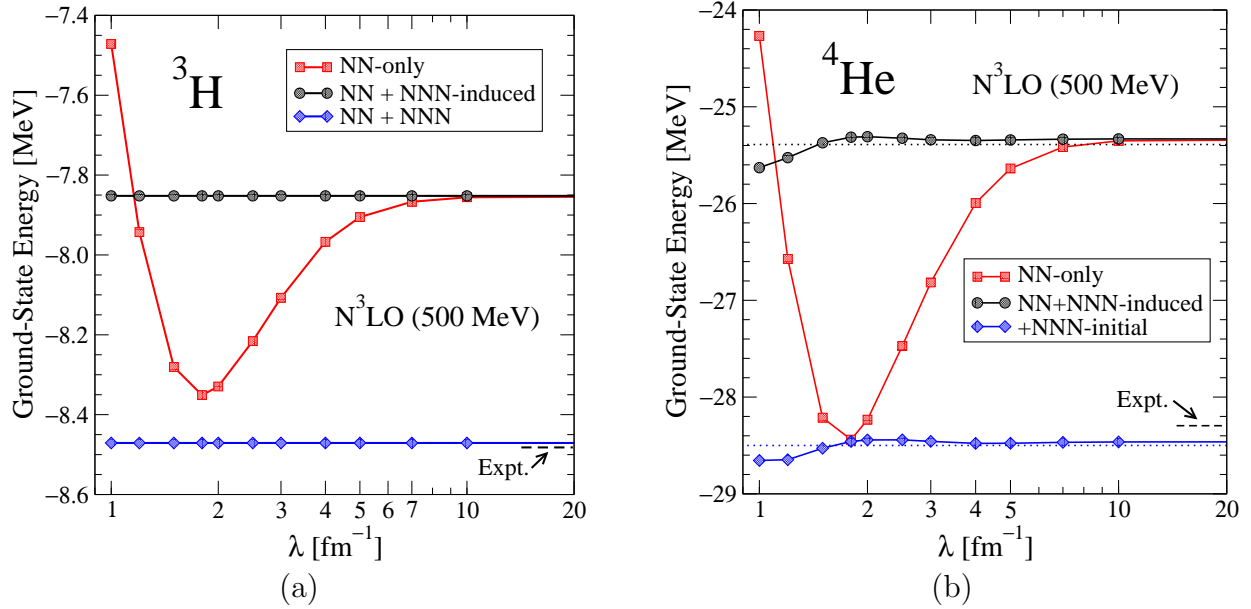 −7.4
−7.6
−7.8
−8.0
−8.2
−8.4
−8.6
Ground-State Energy [MeV]
³H
NN-only
NN + NNN-induced
NN + NNN
N³LO (500 MeV)
Expt.
1
2
3
4
5
6
7
10
20
λ [fm⁻¹]
(a)
−24
−25
−26
−27
−28
−29
Ground-State Energy [MeV]
⁴He
N³LO (500 MeV)
NN-only
NN+NNN-induced
+NNN-initial
Expt.
1
2
3
4
5
10
20
λ [fm⁻¹]
(b)